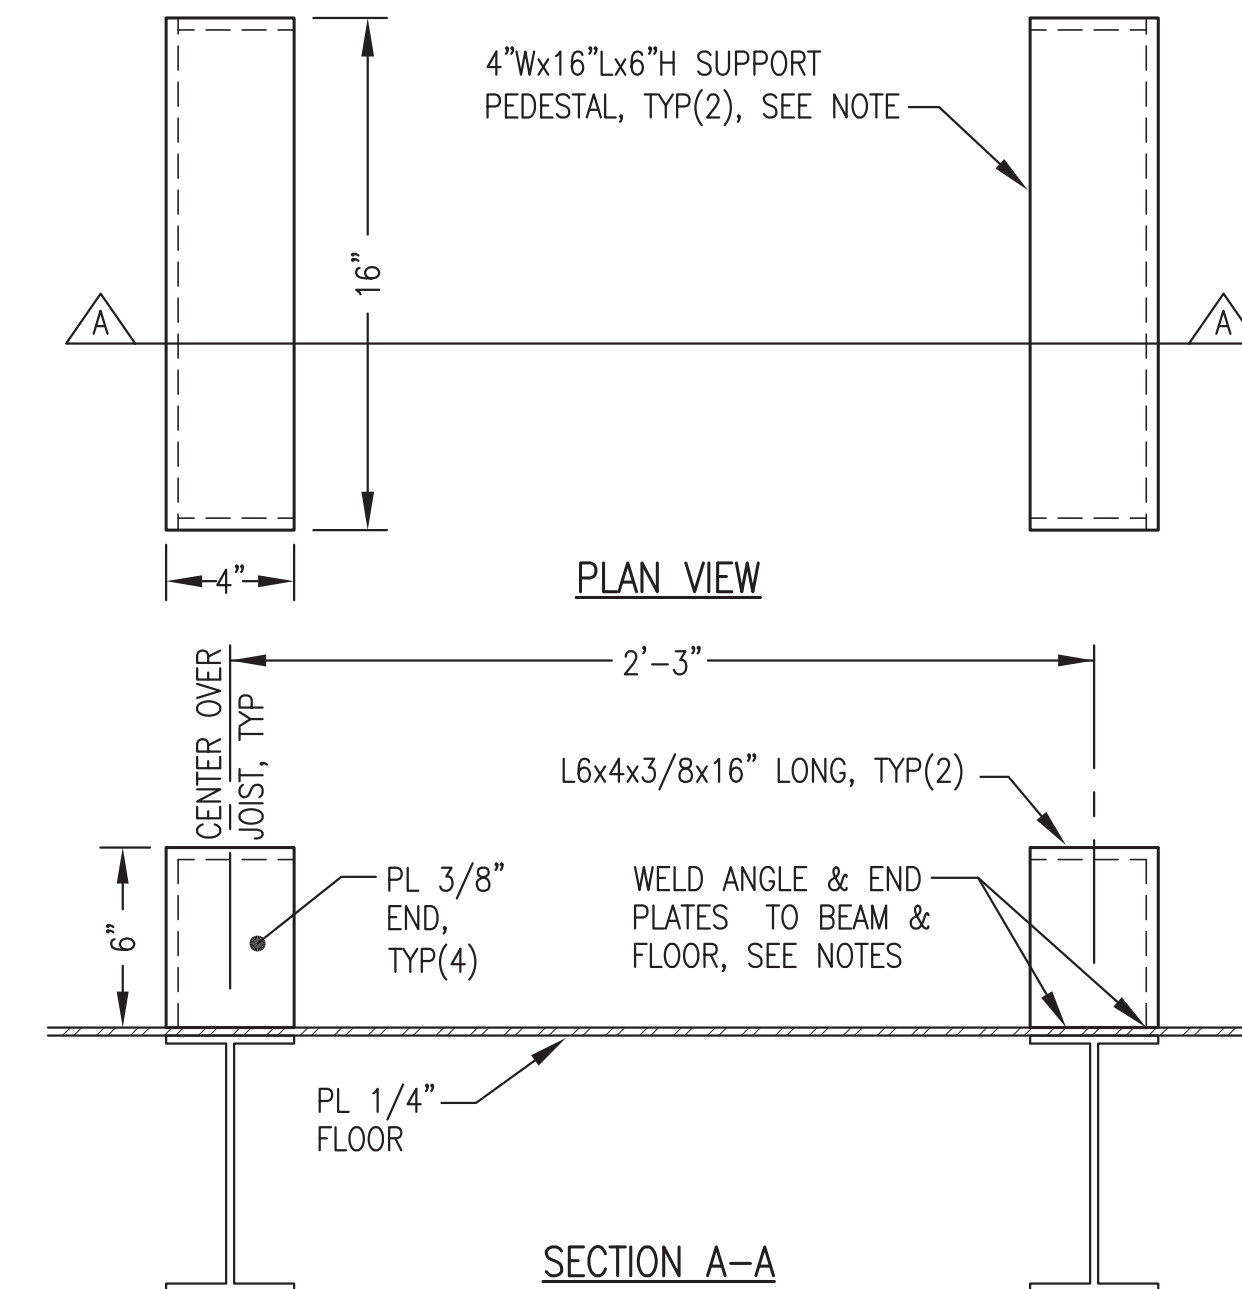 4”Wx16”Lx6”H SUPPORT
PEDESTAL, TYP(2), SEE NOTE
16”
A
A
4”
PLAN VIEW
2’-3”
CENTER OVER
JOIST, TYP
L6x4x3/8x16” LONG, TYP(2)
6”
PL 3/8”
END,
TYP(4)
WELD ANGLE & END
PLATES TO BEAM &
FLOOR, SEE NOTES
PL 1/4”
FLOOR
SECTION A-A